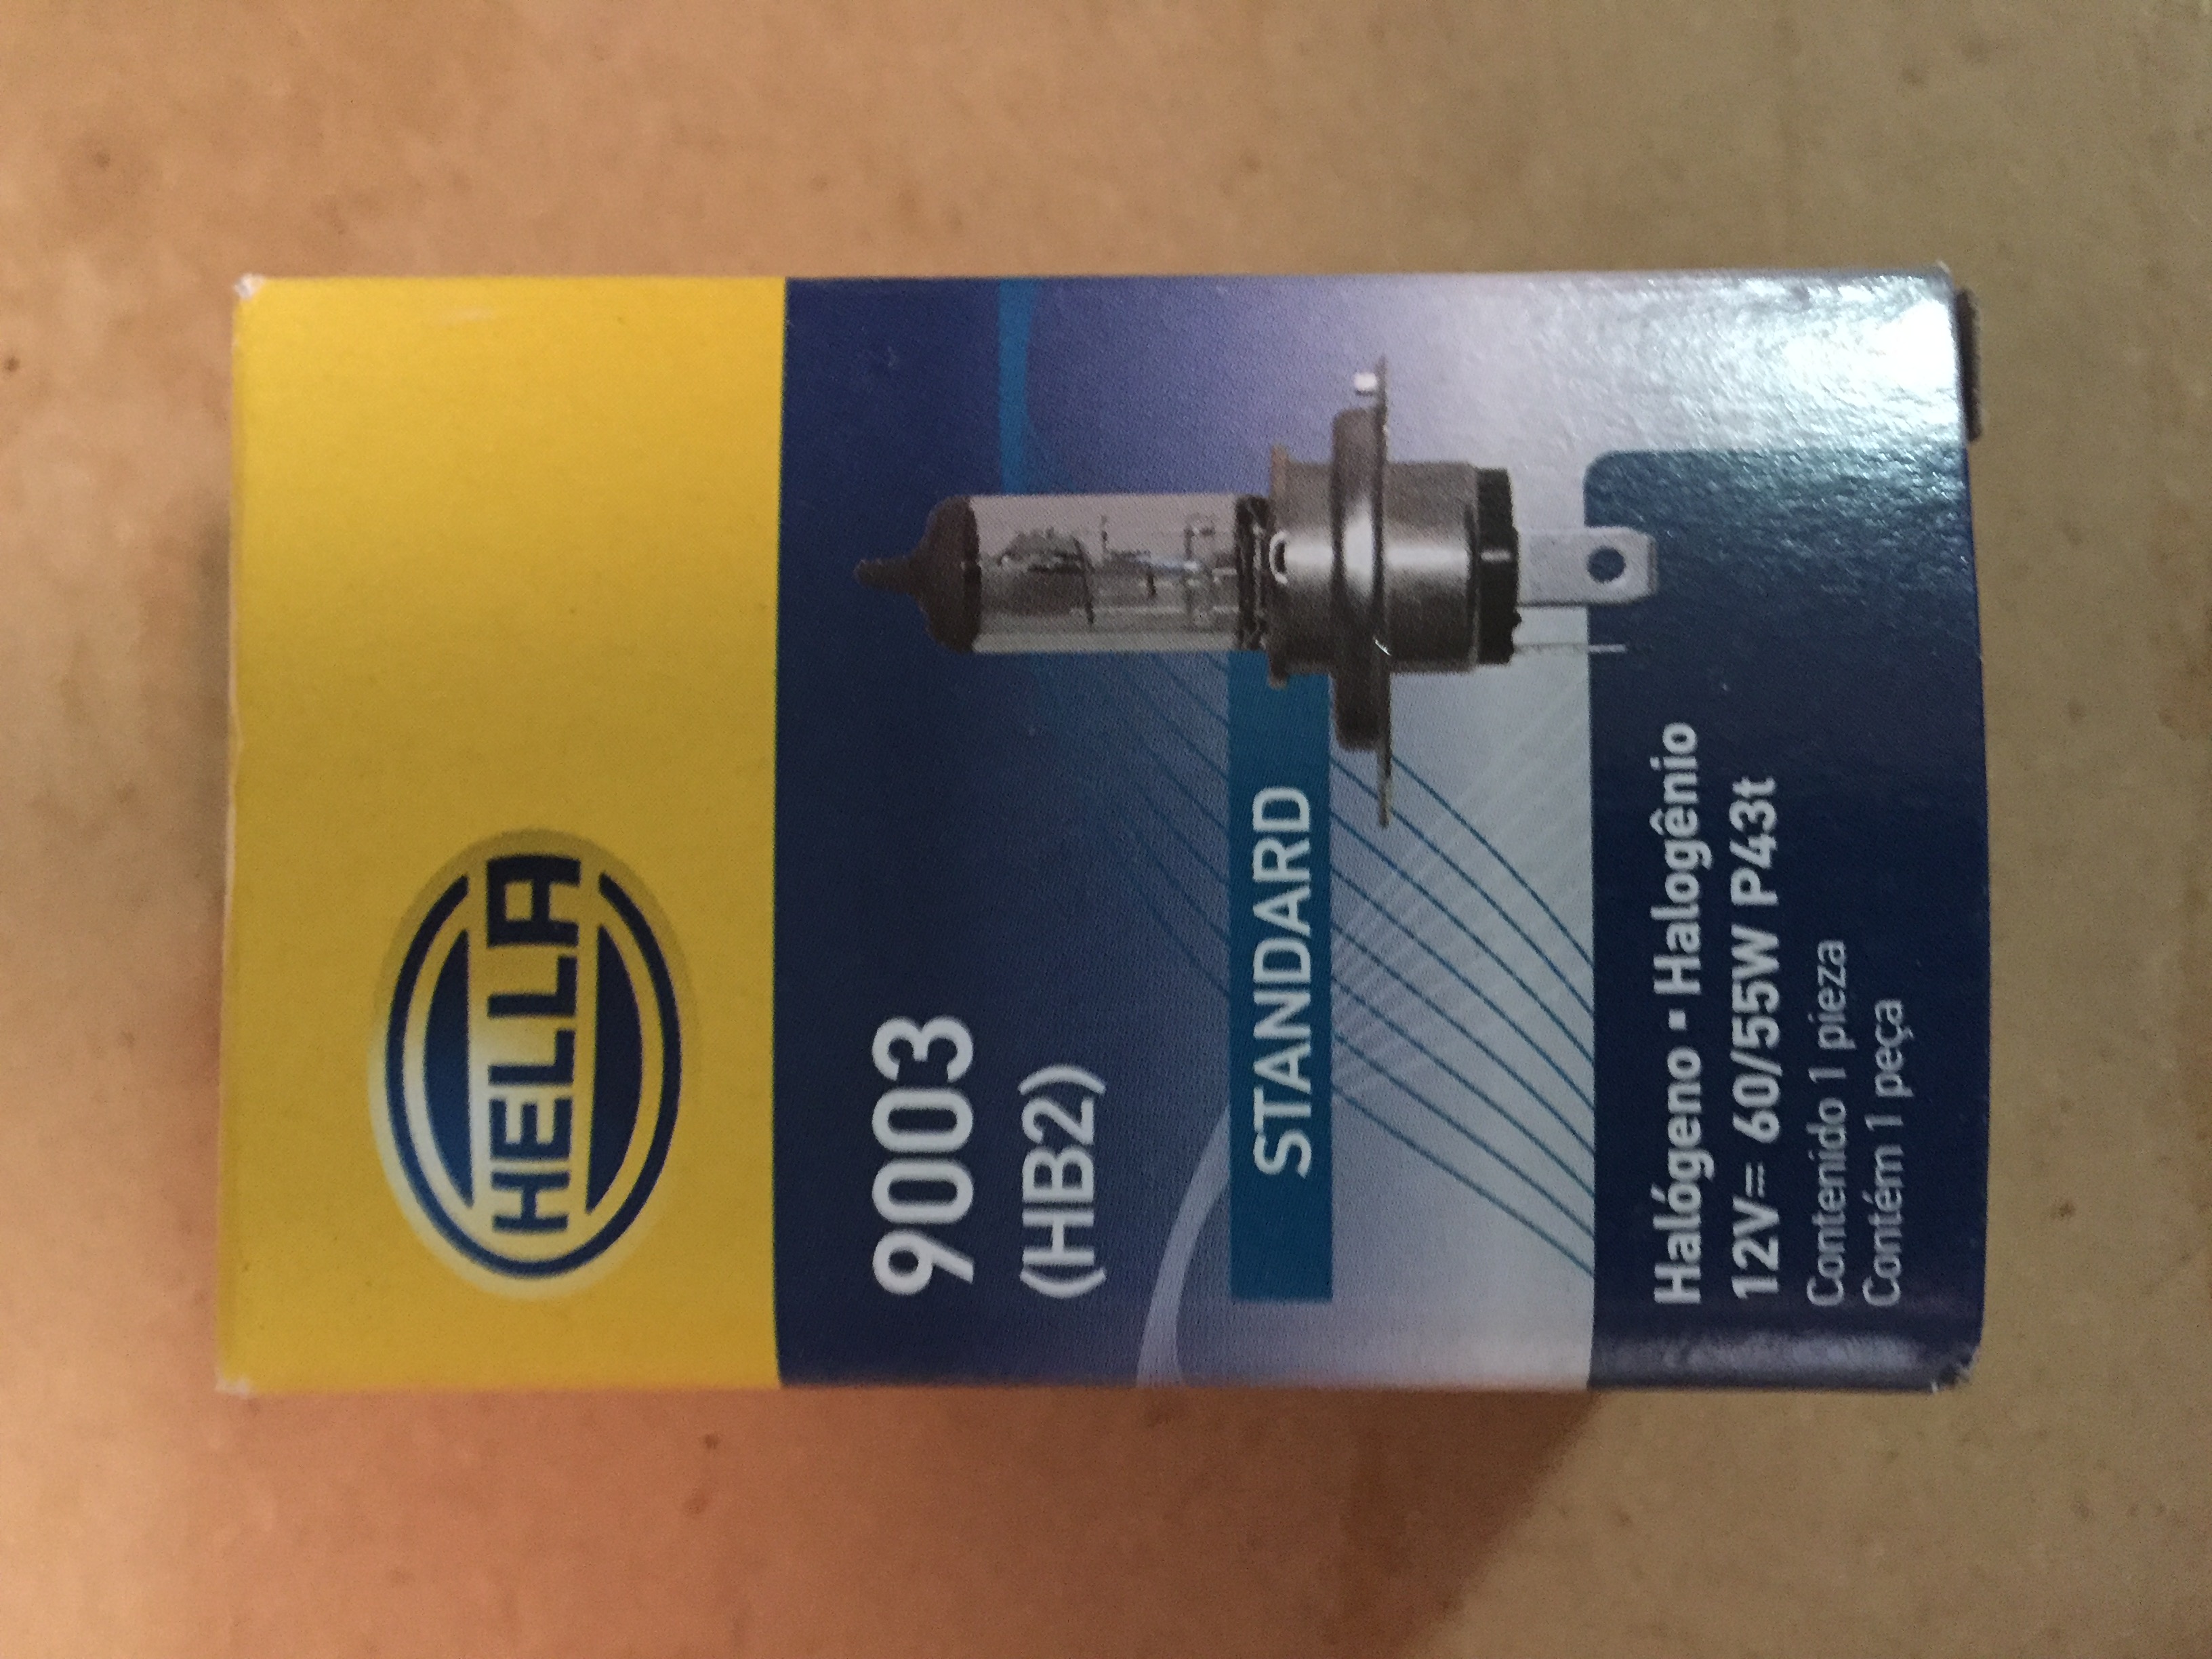 HELLA
9003
(HB2)
STANDARD
Halógeno ▪ Halogênio
12V⎓ 60/55W P43t
Contenido 1 pieza
Contém 1 peça